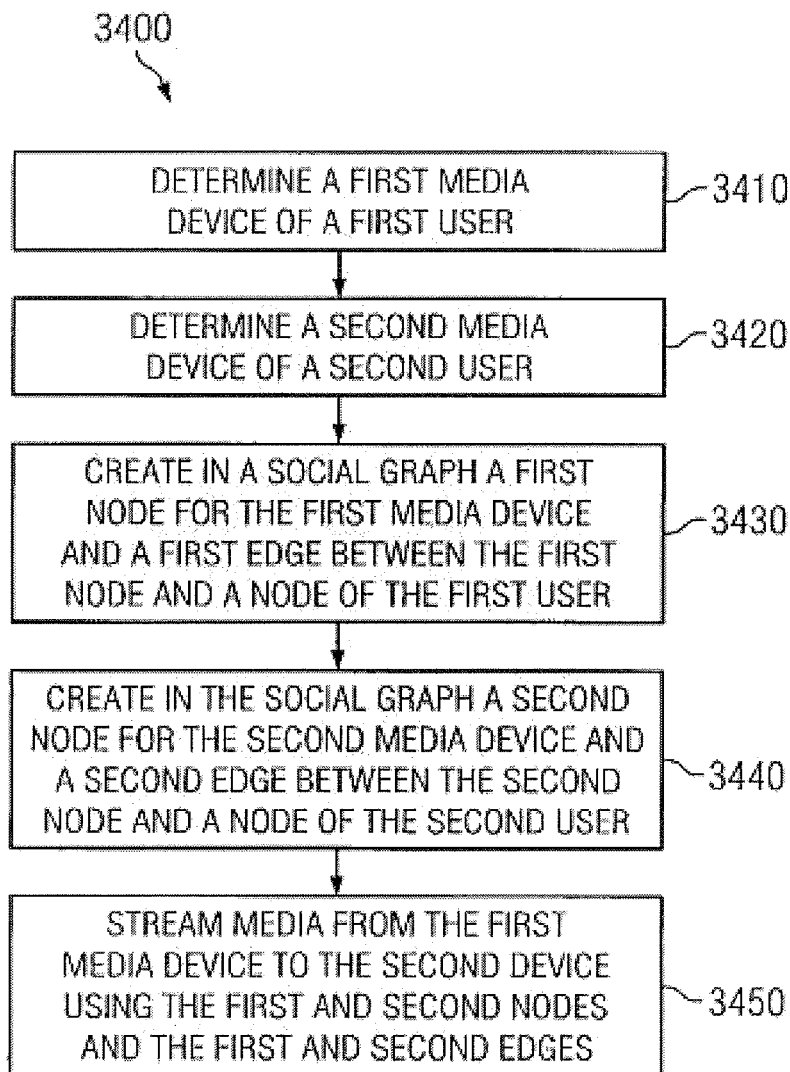 3400
DETERMINE A FIRST MEDIA
DEVICE OF A FIRST USER
3410
DETERMINE A SECOND MEDIA
DEVICE OF A SECOND USER
3420
CREATE IN A SOCIAL GRAPH A FIRST
NODE FOR THE FIRST MEDIA DEVICE
AND A FIRST EDGE BETWEEN THE FIRST
NODE AND A NODE OF THE FIRST USER
3430
CREATE IN THE SOCIAL GRAPH A SECOND
NODE FOR THE SECOND MEDIA DEVICE AND
A SECOND EDGE BETWEEN THE SECOND
NODE AND A NODE OF THE SECOND USER
3440
STREAM MEDIA FROM THE FIRST
MEDIA DEVICE TO THE SECOND DEVICE
USING THE FIRST AND SECOND NODES
AND THE FIRST AND SECOND EDGES
3450